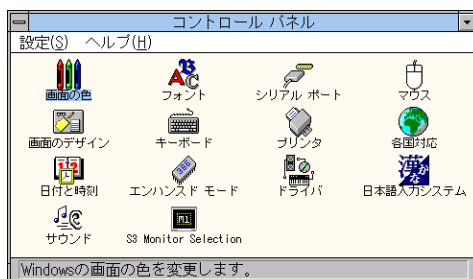 コントロール パネル
設定(S) ヘルプ(H)
画面の色 フォント シリアル ポート マウス
画面のデザイン キーボード プリンタ 各国対応
日付と時刻 エンハンスド モード ドライバ 日本語入力システム
サウンド S3 Monitor Selection
Windowsの画面の色を変更します。